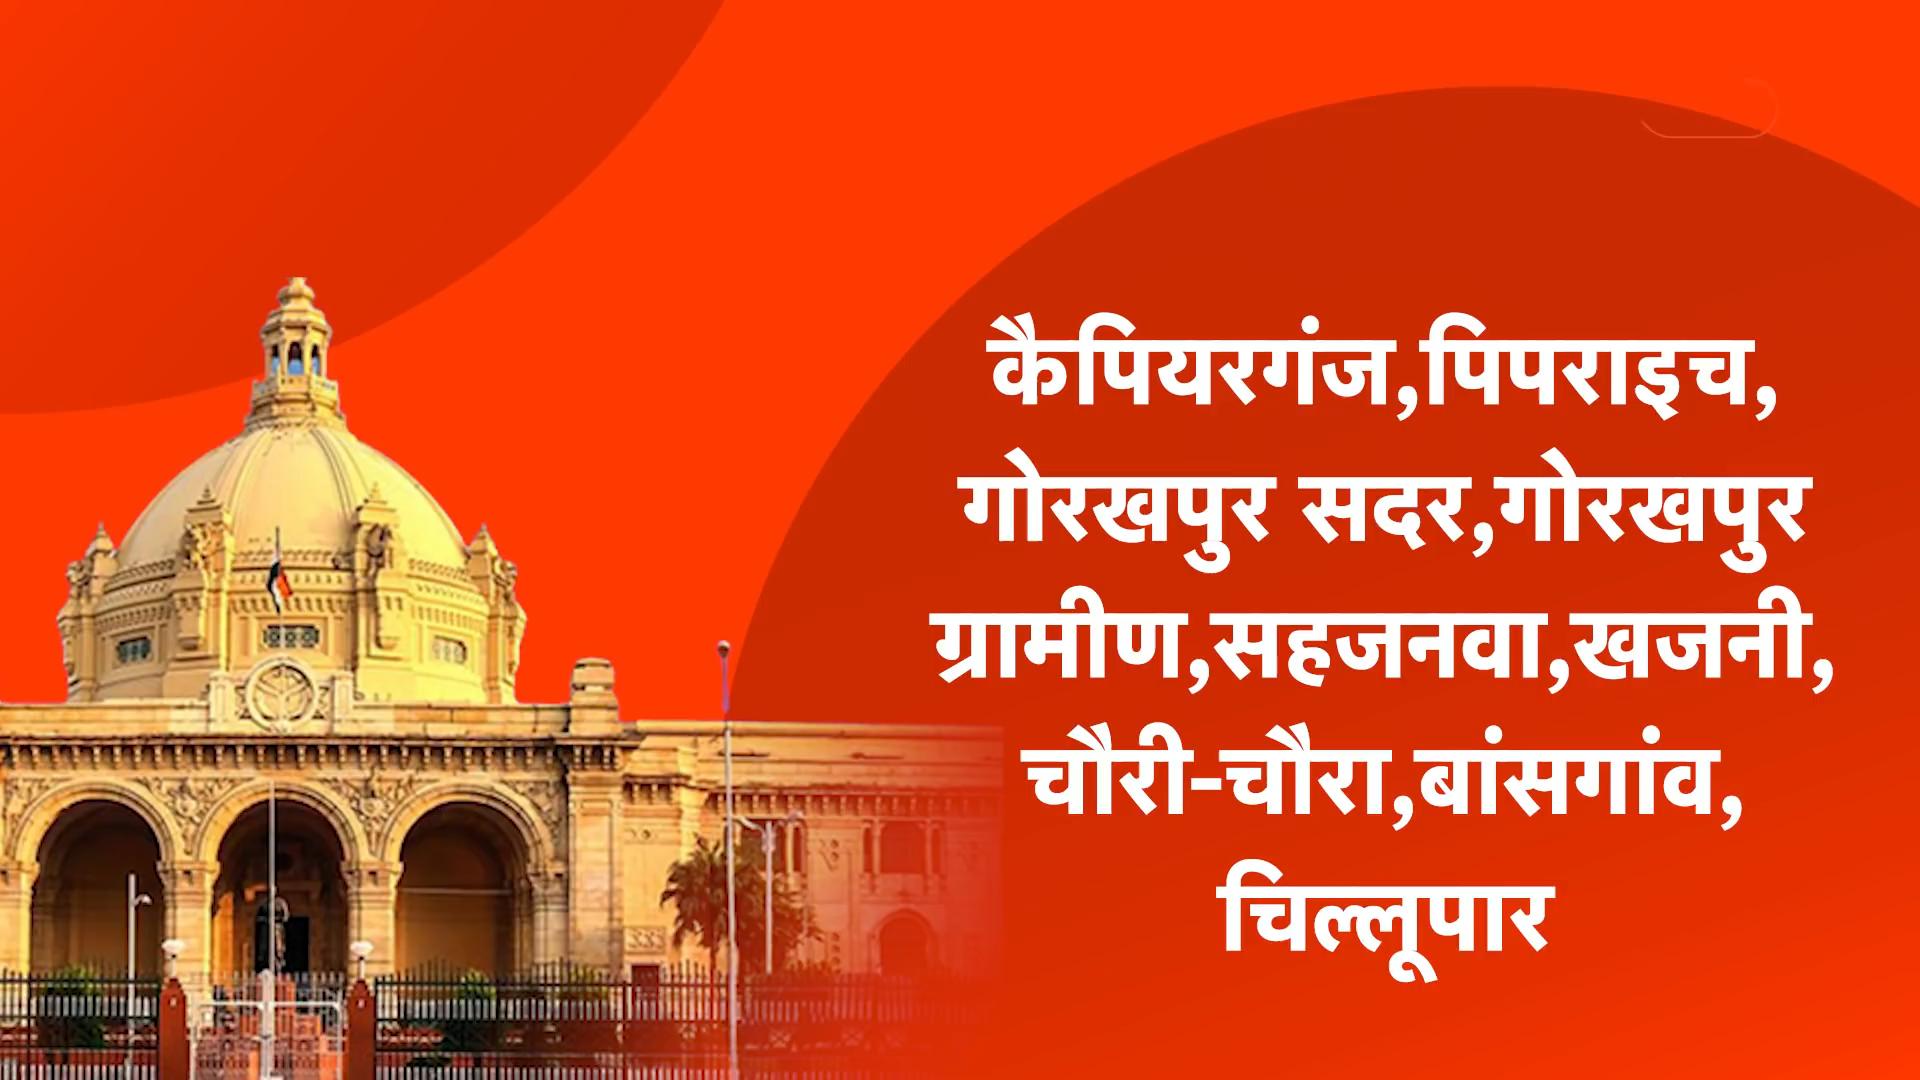 कैपियरगंज,पिपराइच,
गोरखपुर सदर,गोरखपुर
ग्रामीण,सहजनवा,खजनी,
चौरी-चौरा,बांसगांव,
चिल्लूपार